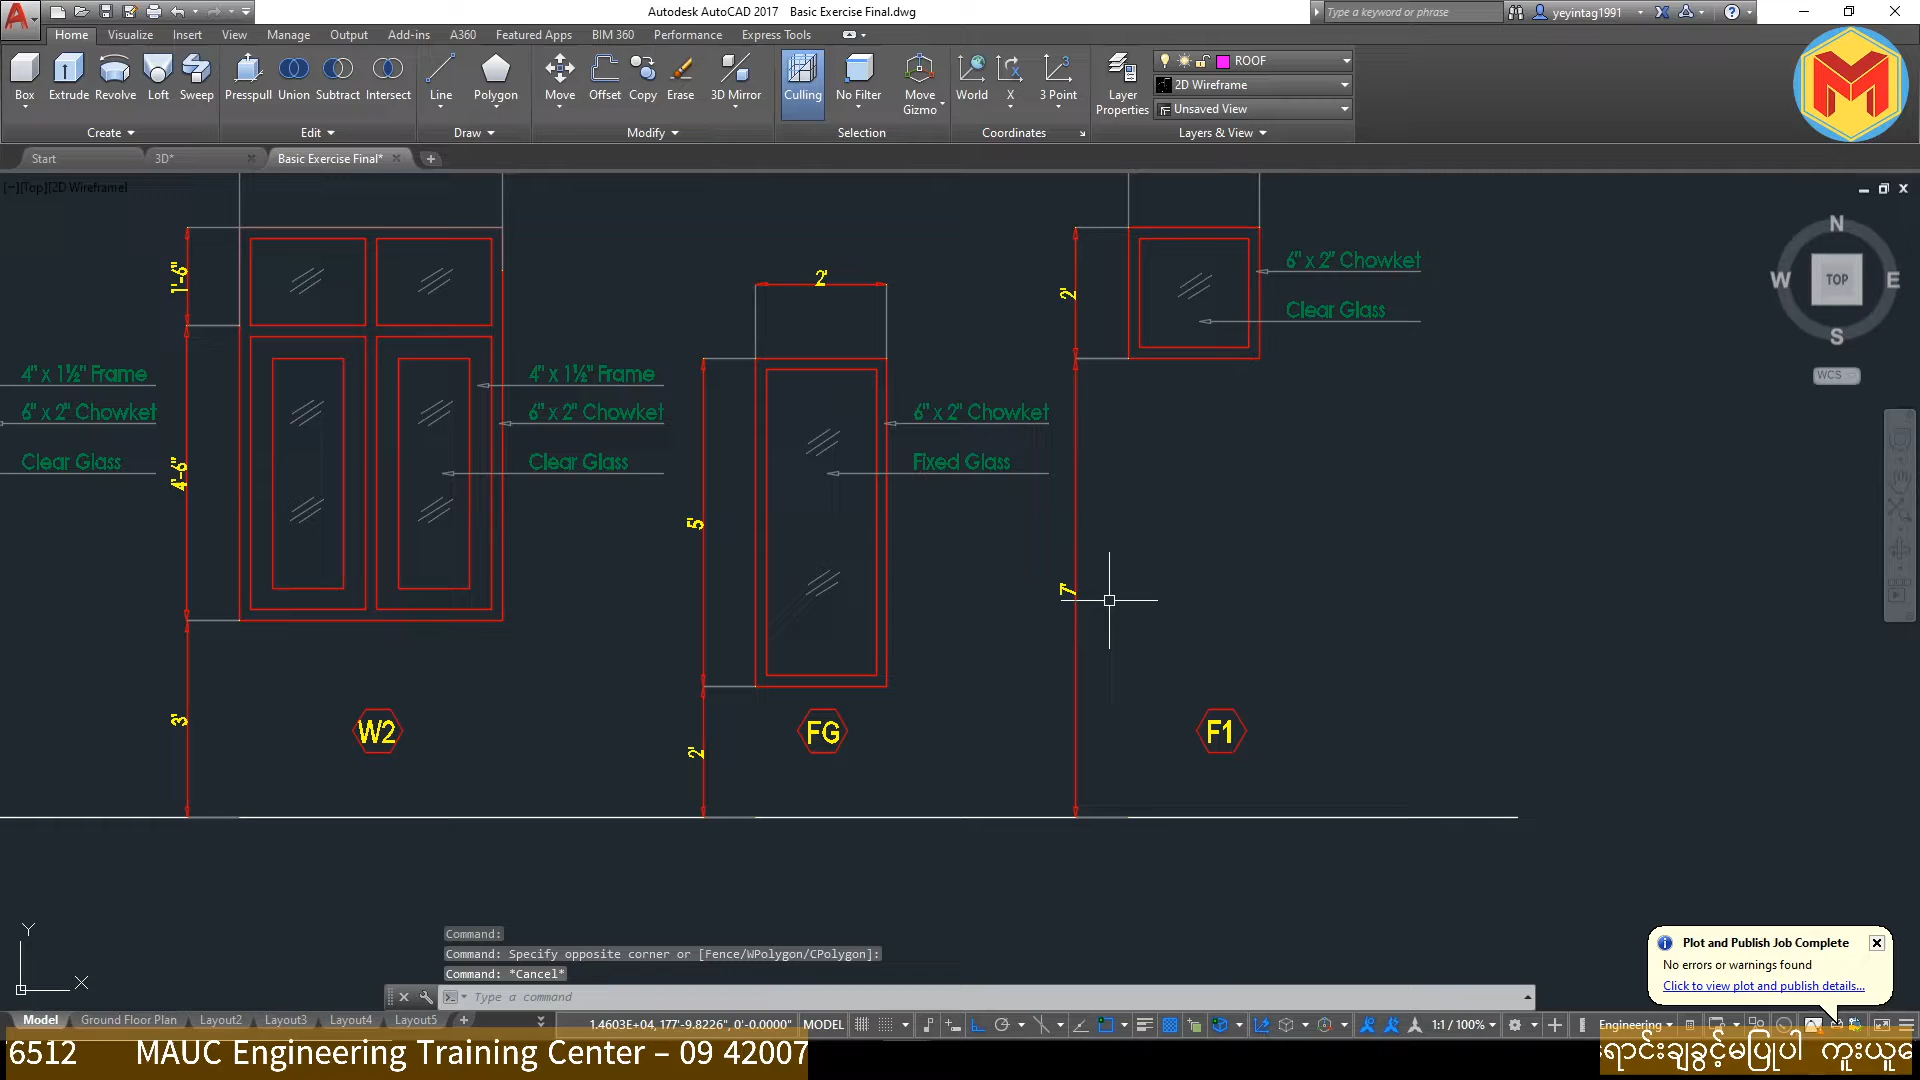 Autodesk AutoCAD 2017 Basic Exercise Final.dwg
Type a keyword or phrase
yeyintag1991
Home Visualize Insert View Manage Output Add-ins A360 Featured Apps BIM 360 Performance Express Tools
Box Extrude Revolve Loft Sweep
Presspull Union Subtract Intersect
Line Polygon
Move Offset Copy Erase 3D Mirror
Culling No Filter Move Gizmo
World X 3 Point
Layer Properties
ROOF
2D Wireframe
Unsaved View
Create Edit Draw Modify Selection Coordinates Layers & View
Start 3D* Basic Exercise Final*
[−][Top][2D Wireframe]
N
W TOP E
S
WCS
1'-6"
4" x 1½" Frame
6" x 2" Chowket
Clear Glass
4'-6"
3'
4" x 1½" Frame
6" x 2" Chowket
Clear Glass
W2
2'
5'
2'
6" x 2" Chowket
Fixed Glass
FG
2'
6" x 2" Chowket
Clear Glass
7'
F1
Y
X
Command:
Command: Specify opposite corner or [Fence/WPolygon/CPolygon]:
Command: *Cancel*
Type a command
Plot and Publish Job Complete
No errors or warnings found
Click to view plot and publish details...
Model Ground Floor Plan Layout2 Layout3 Layout4 Layout5
1.4603E+04, 177'-9.8226", 0'-0.0000" MODEL
1:1 / 100%
Engineering
6512 MAUC Engineering Training Center – 09 42007
ရောင်းချခွင့်မပြုပါ ကူးယူ